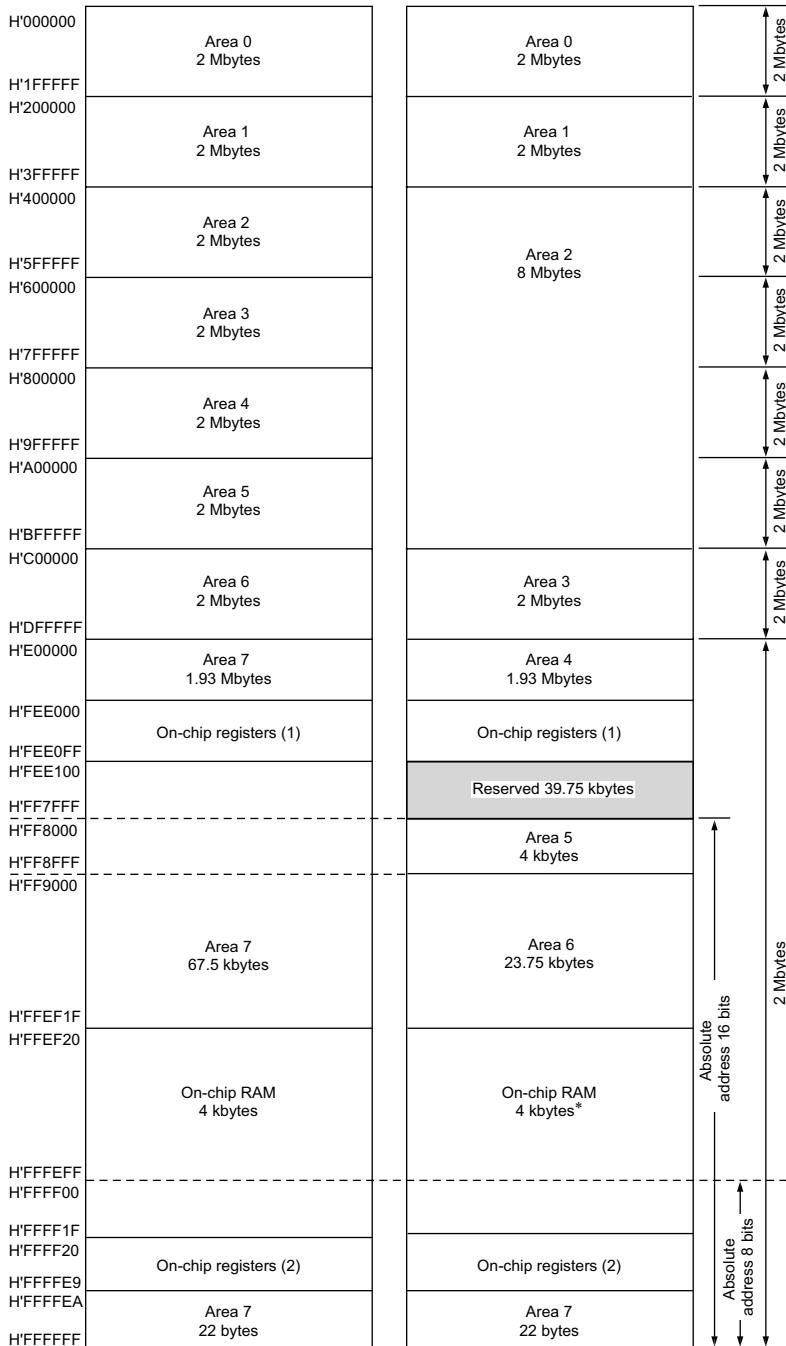 H'000000
Area 0
2 Mbytes
Area 0
2 Mbytes
2 Mbytes
H'1FFFFF
H'200000
Area 1
2 Mbytes
Area 1
2 Mbytes
2 Mbytes
H'3FFFFF
H'400000
Area 2
2 Mbytes
Area 2
8 Mbytes
2 Mbytes
H'5FFFFF
H'600000
Area 3
2 Mbytes
2 Mbytes
H'7FFFFF
H'800000
Area 4
2 Mbytes
2 Mbytes
H'9FFFFF
H'A00000
Area 5
2 Mbytes
2 Mbytes
H'BFFFFF
H'C00000
Area 6
2 Mbytes
Area 3
2 Mbytes
2 Mbytes
H'DFFFFF
H'E00000
Area 7
1.93 Mbytes
Area 4
1.93 Mbytes
H'FEE000
On-chip registers (1)
On-chip registers (1)
H'FEE0FF
H'FEE100
Reserved 39.75 kbytes
H'FF7FFF
H'FF8000
Area 5
4 kbytes
H'FF8FFF
H'FF9000
Area 7
67.5 kbytes
Area 6
23.75 kbytes
2 Mbytes
Absolute
address 16 bits
H'FFEF1F
H'FFEF20
On-chip RAM
4 kbytes
On-chip RAM
4 kbytes*
H'FFFEFF
H'FFFF00
H'FFFF1F
H'FFFF20
On-chip registers (2)
On-chip registers (2)
Absolute
address 8 bits
H'FFFFE9
H'FFFFEA
Area 7
22 bytes
Area 7
22 bytes
H'FFFFFF